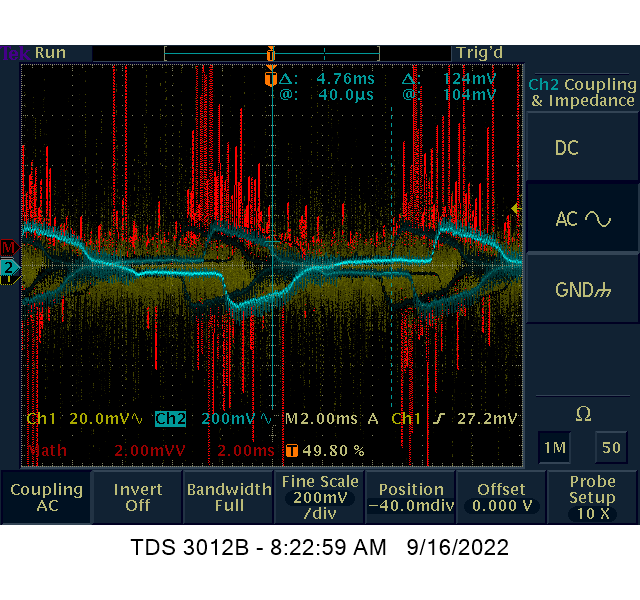 Tek Run Trig'd
Δ: 4.76ms Δ: 124mV
@: 40.0µs @: 104mV
Ch2 Coupling
& Impedance
DC
AC
GND
M
2
Ch1 20.0mV∿ Ch2 200mV∿ M2.00ms A Ch1 ƒ 27.2mV
Math 2.00mVV 2.00ms T 49.80 %
Ω
1M 50
Coupling
AC
Invert
Off
Bandwidth
Full
Fine Scale
200mV
/div
Position
−40.0mdiv
Offset
0.000 V
Probe
Setup
10 X
TDS 3012B - 8:22:59 AM 9/16/2022